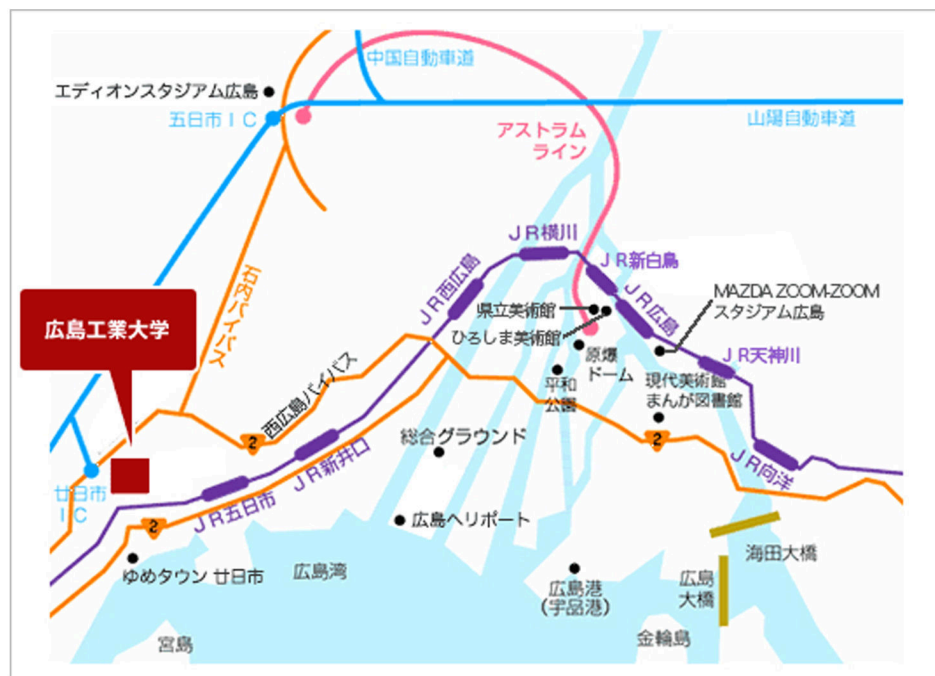 中国自動車道
エディオンスタジアム広島
五日市IC
山陽自動車道
アストラム
ライン
JR横川
JR新白島
JR西広島
JR広島
石内バイパス
MAZDA ZOOM-ZOOM
スタジアム広島
県立美術館
ひろしま美術館
広島工業大学
原爆
ドーム
JR天神川
平和
公園
現代美術館
まんが図書館
西広島バイパス
2
総合グラウンド
2
JR新井口
JR向洋
廿日市
IC
JR五日市
2
広島ヘリポート
海田大橋
ゆめタウン 廿日市
広島湾
広島港
(宇品港)
広島
大橋
宮島
金輪島